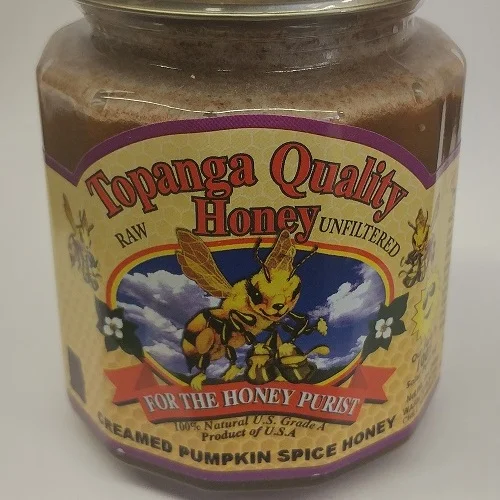 Topanga Quality
Honey
RAW
UNFILTERED
FOR THE HONEY PURIST
100% Natural U.S. Grade A
Product of U.S.A
CREAMED PUMPKIN SPICE HONEY